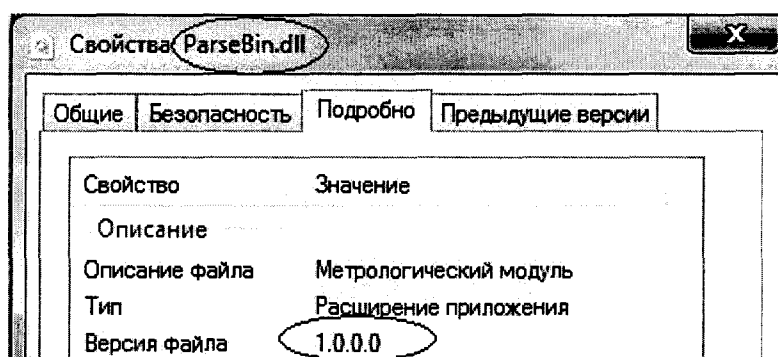 Свойства: ParseBin.dll
Общие Безопасность Подробно Предыдущие версии
Свойство Значение
Описание
Описание файла Метрологический модуль
Тип Расширение приложения
Версия файла 1.0.0.0